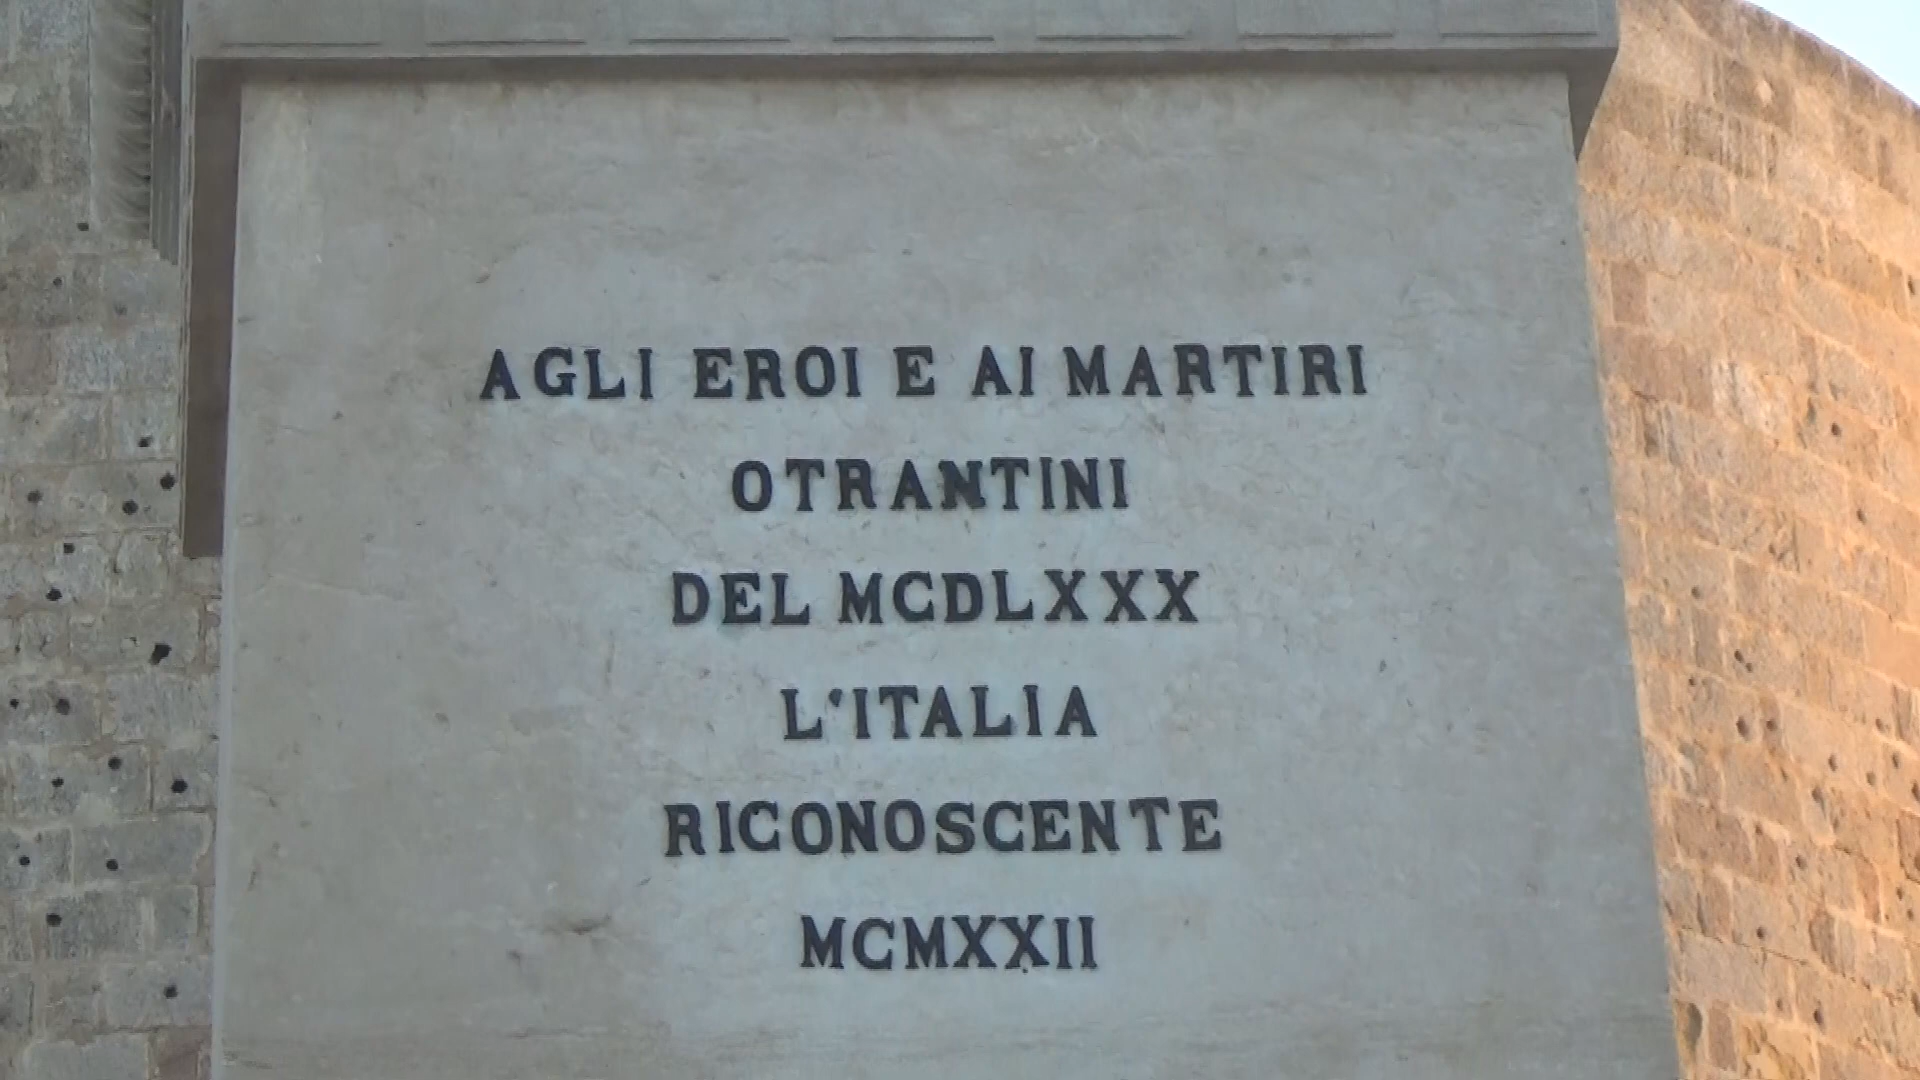 AGLI EROI E AI MARTIRI
OTRANTINI
DEL MCDLXXX
L'ITALIA
RICONOSCENTE
MCMXXII